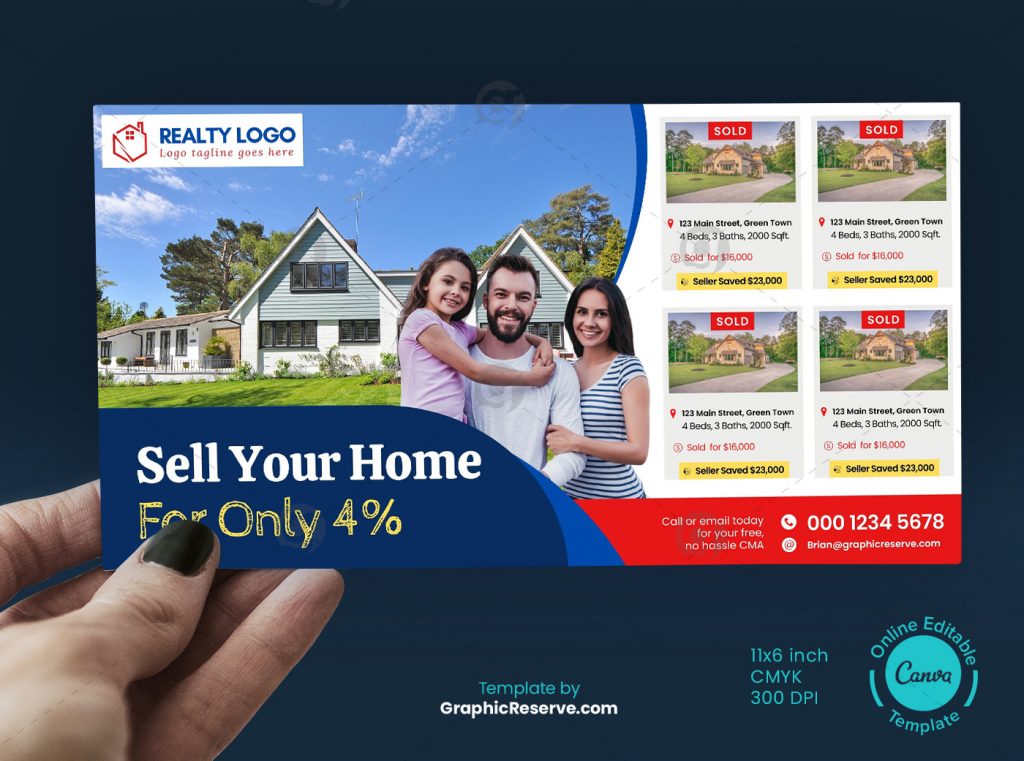 REALTY LOGO
Logo tagline goes here
Sell Your Home
For Only 4%
SOLD
123 Main Street, Green Town
4 Beds, 3 Baths, 2000 Sqft.
Sold for $16,000
Seller Saved $23,000
SOLD
123 Main Street, Green Town
4 Beds, 3 Baths, 2000 Sqft.
Sold for $16,000
Seller Saved $23,000
SOLD
123 Main Street, Green Town
4 Beds, 3 Baths, 2000 Sqft.
Sold for $16,000
Seller Saved $23,000
SOLD
123 Main Street, Green Town
4 Beds, 3 Baths, 2000 Sqft.
Sold for $16,000
Seller Saved $23,000
Call or email today
for your free,
no hassle CMA
000 1234 5678
Brian@graphicreserve.com
Template by
GraphicReserve.com
11x6 inch
CMYK
300 DPI
Online Editable
Canva
Template